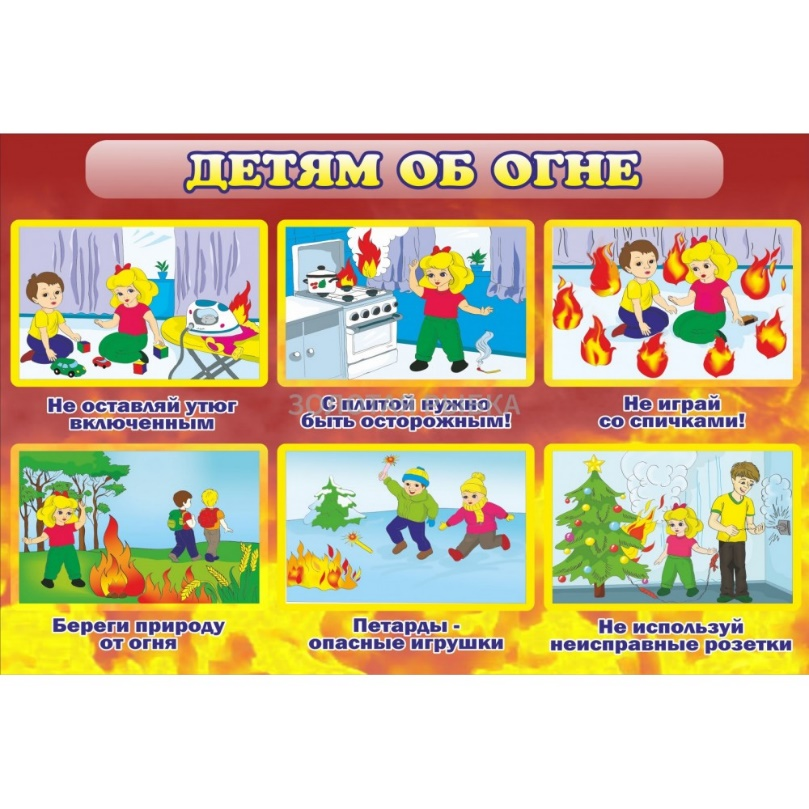 ДЕТЯМ ОБ ОГНЕ
Не оставляй утюг
включенным
С плитой нужно
быть осторожным!
Не играй
со спичками!
Береги природу
от огня
Петарды -
опасные игрушки
Не используй
неисправные розетки